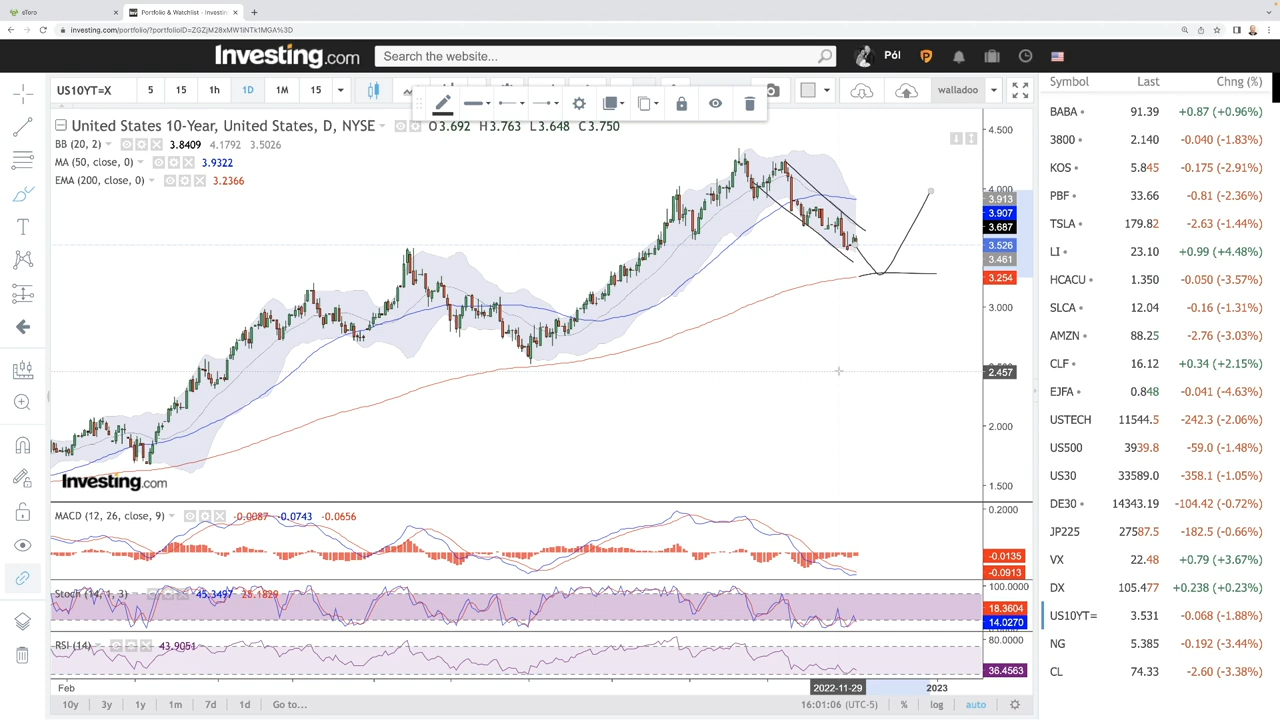 eToro
Portfolio & Watchlist - Investin
investing.com/portfolio/?portfolioID=ZGZjM28xMW1iNTk1MGA%3D
Investing.com
Search the website...
Pól
US10YT=X
5
15
1h
1D
1M
15
walladoo
United States 10-Year, United States, D, NYSE
O3.692 H3.763 L3.648 C3.750
BB (20, 2) 3.8409 4.1792 3.5026
MA (50, close, 0) 3.9322
EMA (200, close, 0) 3.2366
4.500
4.000
3.913
3.907
3.687
3.526
3.461
3.254
3.000
2.457
2.000
1.500
Investing.com
MACD (12, 26, close, 9) -0.0087 -0.0743 -0.0656
0.2000
-0.0135
-0.0913
Stoch (14, 1, 3) 45.3497 28.1829
100.0000
18.3604
14.0270
RSI (14) 43.9051
80.0000
36.4563
Feb
2022-11-29
2023
10y 3y 1y 1m 7d 1d Go to...
16:01:06 (UTC-5) % log auto
Symbol Last Chng (%)
BABA 91.39 +0.87 (+0.96%)
3800 2.140 -0.040 (-1.83%)
KOS 5.845 -0.175 (-2.91%)
PBF 33.66 -0.81 (-2.36%)
TSLA 179.82 -2.63 (-1.44%)
LI 23.10 +0.99 (+4.48%)
HCACU 1.350 -0.050 (-3.57%)
SLCA 12.04 -0.16 (-1.31%)
AMZN 88.25 -2.76 (-3.03%)
CLF 16.12 +0.34 (+2.15%)
EJFA 0.848 -0.041 (-4.63%)
USTECH 11544.5 -242.3 (-2.06%)
US500 3939.8 -59.0 (-1.48%)
US30 33589.0 -358.1 (-1.05%)
DE30 14343.19 -104.42 (-0.72%)
JP225 27587.5 -182.5 (-0.66%)
VX 22.48 +0.79 (+3.67%)
DX 105.477 +0.238 (+0.23%)
US10YT= 3.531 -0.068 (-1.88%)
NG 5.385 -0.192 (-3.44%)
CL 74.33 -2.60 (-3.38%)